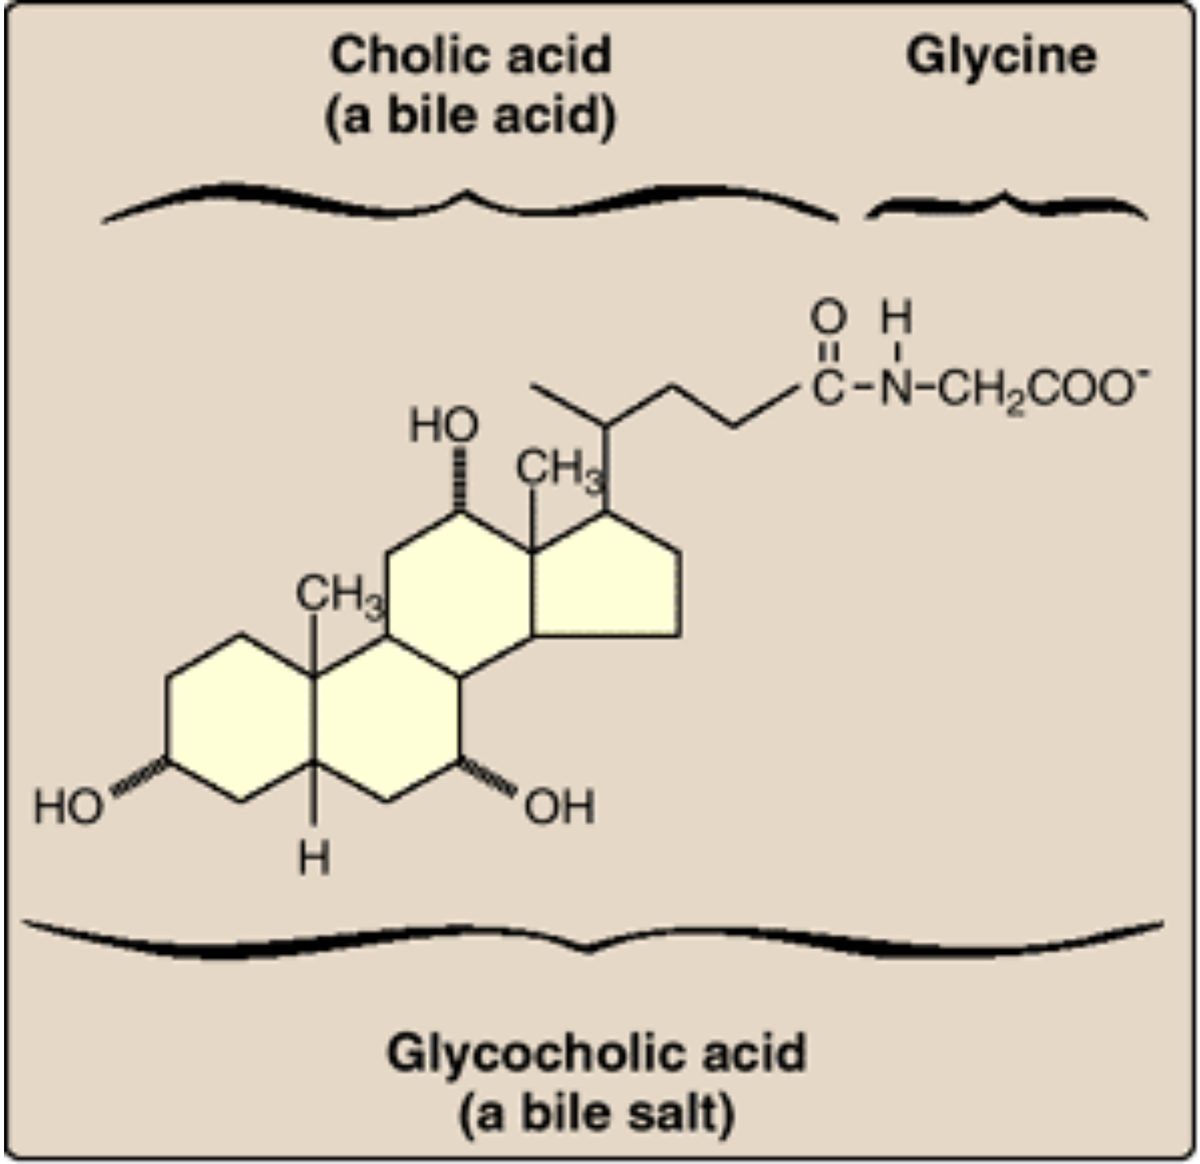 Cholic acid
(a bile acid)
Glycine
O H
C-N-CH₂COO⁻
HO
CH₃
CH₃
HO
OH
H
Glycocholic acid
(a bile salt)